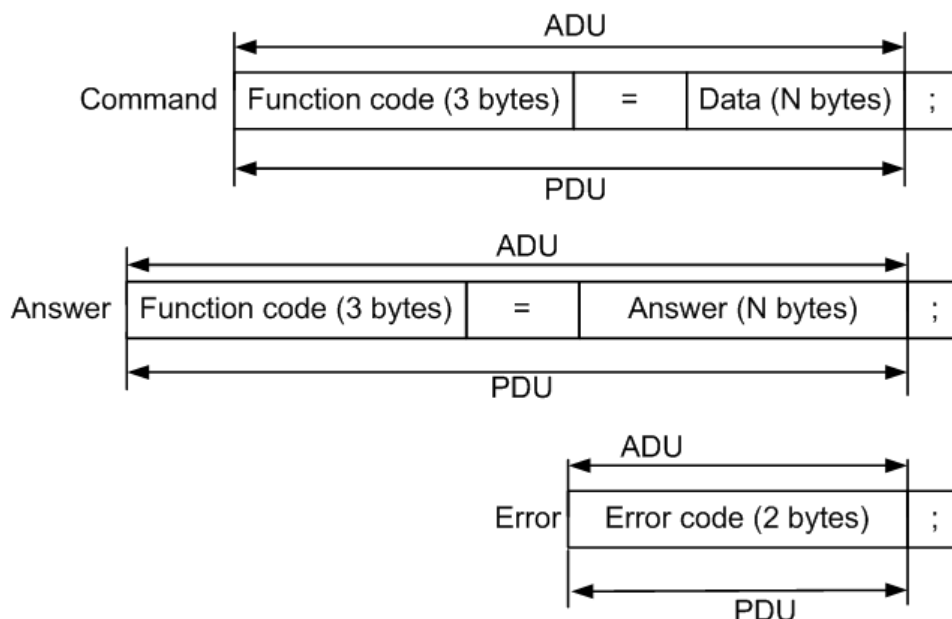 ADU
Command Function code (3 bytes) = Data (N bytes) ;
PDU
ADU
Answer Function code (3 bytes) = Answer (N bytes) ;
PDU
ADU
Error Error code (2 bytes) ;
PDU